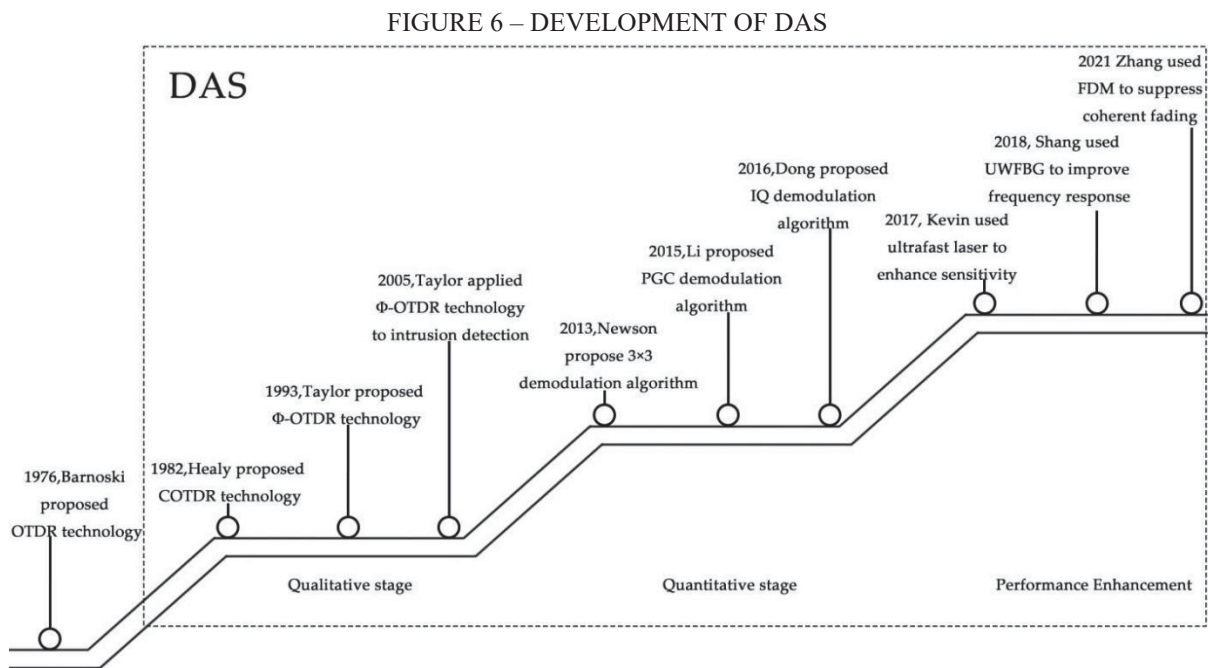 FIGURE 6 – DEVELOPMENT OF DAS
DAS
1976,Barnoski
proposed
OTDR technology
1982,Healy proposed
COTDR technology
1993,Taylor proposed
Φ-OTDR technology
2005,Taylor applied
Φ-OTDR technology
to intrusion detection
2013,Newson
propose 3×3
demodulation algorithm
2015,Li proposed
PGC demodulation
algorithm
2016,Dong proposed
IQ demodulation
algorithm
2017, Kevin used
ultrafast laser to
enhance sensitivity
2018, Shang used
UWFBG to improve
frequency response
2021 Zhang used
FDM to suppress
coherent fading
Qualitative stage
Quantitative stage
Performance Enhancement